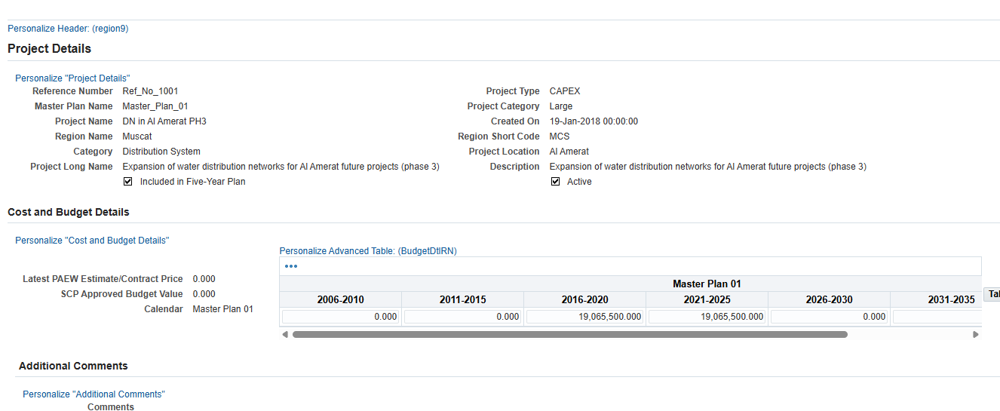 Personalize Header: (region9)
Project Details
Personalize "Project Details"
Reference Number Ref_No_1001 Project Type CAPEX
Master Plan Name Master_Plan_01 Project Category Large
Project Name DN in Al Amerat PH3 Created On 19-Jan-2018 00:00:00
Region Name Muscat Region Short Code MCS
Category Distribution System Project Location Al Amerat
Project Long Name Expansion of water distribution networks for Al Amerat future projects (phase 3) Description Expansion of water distribution networks for Al Amerat future projects (phase 3)
Included in Five-Year Plan Active
Cost and Budget Details
Personalize "Cost and Budget Details"
Personalize Advanced Table: (BudgetDtlRN)
Latest PAEW Estimate/Contract Price 0.000
SCP Approved Budget Value 0.000
Calendar Master Plan 01
Master Plan 01
2006-2010 2011-2015 2016-2020 2021-2025 2026-2030 2031-2035
0.000 0.000 19,065,500.000 19,065,500.000 0.000
Additional Comments
Personalize "Additional Comments"
Comments